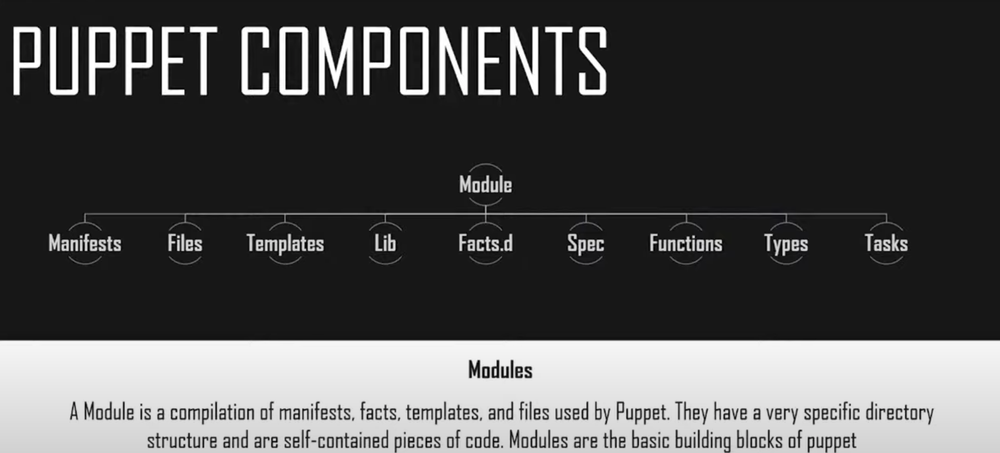 PUPPET COMPONENTS
Module
Manifests Files Templates Lib Facts.d Spec Functions Types Tasks
Modules
A Module is a compilation of manifests, facts, templates, and files used by Puppet. They have a very specific directory
structure and are self-contained pieces of code. Modules are the basic building blocks of puppet